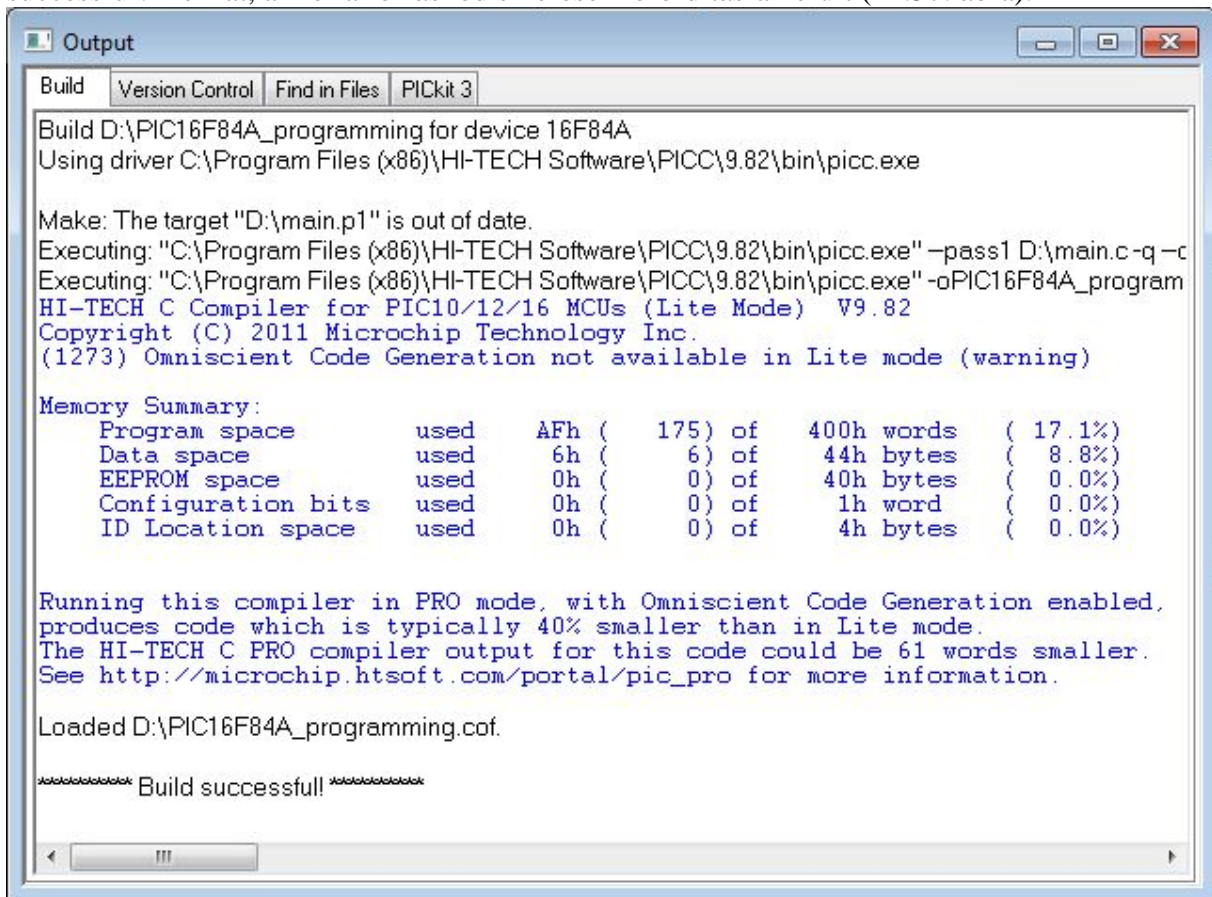 Output
Build Version Control Find in Files PICkit 3
Build D:\PIC16F84A_programming for device 16F84A
Using driver C:\Program Files (x86)\HI-TECH Software\PICC\9.82\bin\picc.exe
Make: The target "D:\main.p1" is out of date.
Executing: "C:\Program Files (x86)\HI-TECH Software\PICC\9.82\bin\picc.exe" --pass1 D:\main.c -q
Executing: "C:\Program Files (x86)\HI-TECH Software\PICC\9.82\bin\picc.exe" -oPIC16F84A_program
HI-TECH C Compiler for PIC10/12/16 MCUs (Lite Mode) V9.82
Copyright (C) 2011 Microchip Technology Inc.
(1273) Omniscient Code Generation not available in Lite mode (warning)
Memory Summary:
Program space used AFh ( 175) of 400h words ( 17.1%)
Data space used 6h ( 6) of 44h bytes ( 8.8%)
EEPROM space used 0h ( 0) of 40h bytes ( 0.0%)
Configuration bits used 0h ( 0) of 1h word ( 0.0%)
ID Location space used 0h ( 0) of 4h bytes ( 0.0%)
Running this compiler in PRO mode, with Omniscient Code Generation enabled,
produces code which is typically 40% smaller than in Lite mode.
The HI-TECH C PRO compiler output for this code could be 61 words smaller.
See http://microchip.htsoft.com/portal/pic_pro for more information.
Loaded D:\PIC16F84A_programming.cof.
********** Build successful! **********